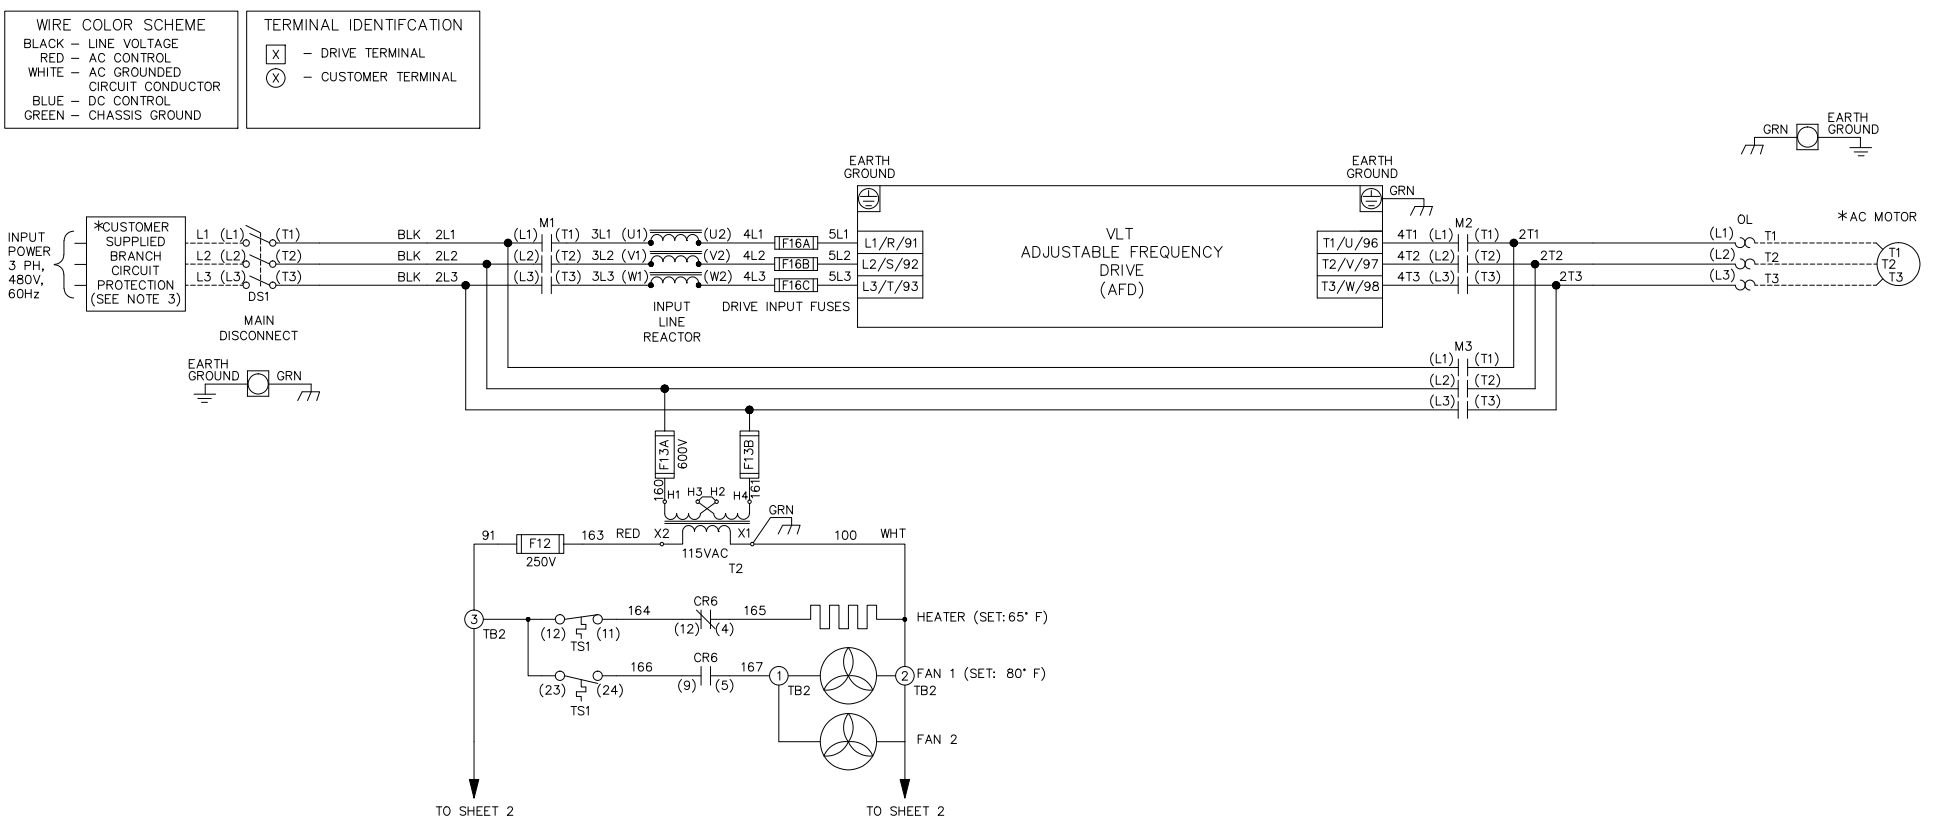 WIRE COLOR SCHEME
BLACK – LINE VOLTAGE
RED – AC CONTROL
WHITE – AC GROUNDED
CIRCUIT CONDUCTOR
BLUE – DC CONTROL
GREEN – CHASSIS GROUND
TERMINAL IDENTIFCATION
X – DRIVE TERMINAL
X – CUSTOMER TERMINAL
GRN
EARTH
GROUND
EARTH
GROUND
EARTH
GROUND
GRN
INPUT
POWER
3 PH,
480V,
60Hz
*CUSTOMER
SUPPLIED
BRANCH
CIRCUIT
PROTECTION
(SEE NOTE 3)
L1 (L1) (T1)
L2 (L2) (T2)
L3 (L3) (T3)
DS1
MAIN
DISCONNECT
BLK 2L1
BLK 2L2
BLK 2L3
M1
(L1) (T1) 3L1 (U1) (U2) 4L1 F16A 5L1 L1/R/91
(L2) (T2) 3L2 (V1) (V2) 4L2 F16B 5L2 L2/S/92
(L3) (T3) 3L3 (W1) (W2) 4L3 F16C 5L3 L3/T/93
INPUT
LINE
REACTOR
DRIVE INPUT FUSES
VLT
ADJUSTABLE FREQUENCY
DRIVE
(AFD)
M2
T1/U/96 4T1 (L1) (T1) 2T1
T2/V/97 4T2 (L2) (T2) 2T2
T3/W/98 4T3 (L3) (T3) 2T3
OL
(L1) T1
(L2) T2
(L3) T3
*AC MOTOR
T1
T2
T3
M3
(L1) (T1)
(L2) (T2)
(L3) (T3)
EARTH
GROUND
GRN
F13A
600V
F13B
160
161
H1 H3 H2 H4
GRN
91 F12 163 RED X2 X1 100 WHT
250V
115VAC
T2
3
TB2
(12) (11)
TS1
164
CR6
(12) (4)
165
HEATER (SET:65° F)
(23) (24)
TS1
166
CR6
(9) (5)
167
1
TB2
2
TB2
FAN 1 (SET: 80° F)
FAN 2
TO SHEET 2
TO SHEET 2